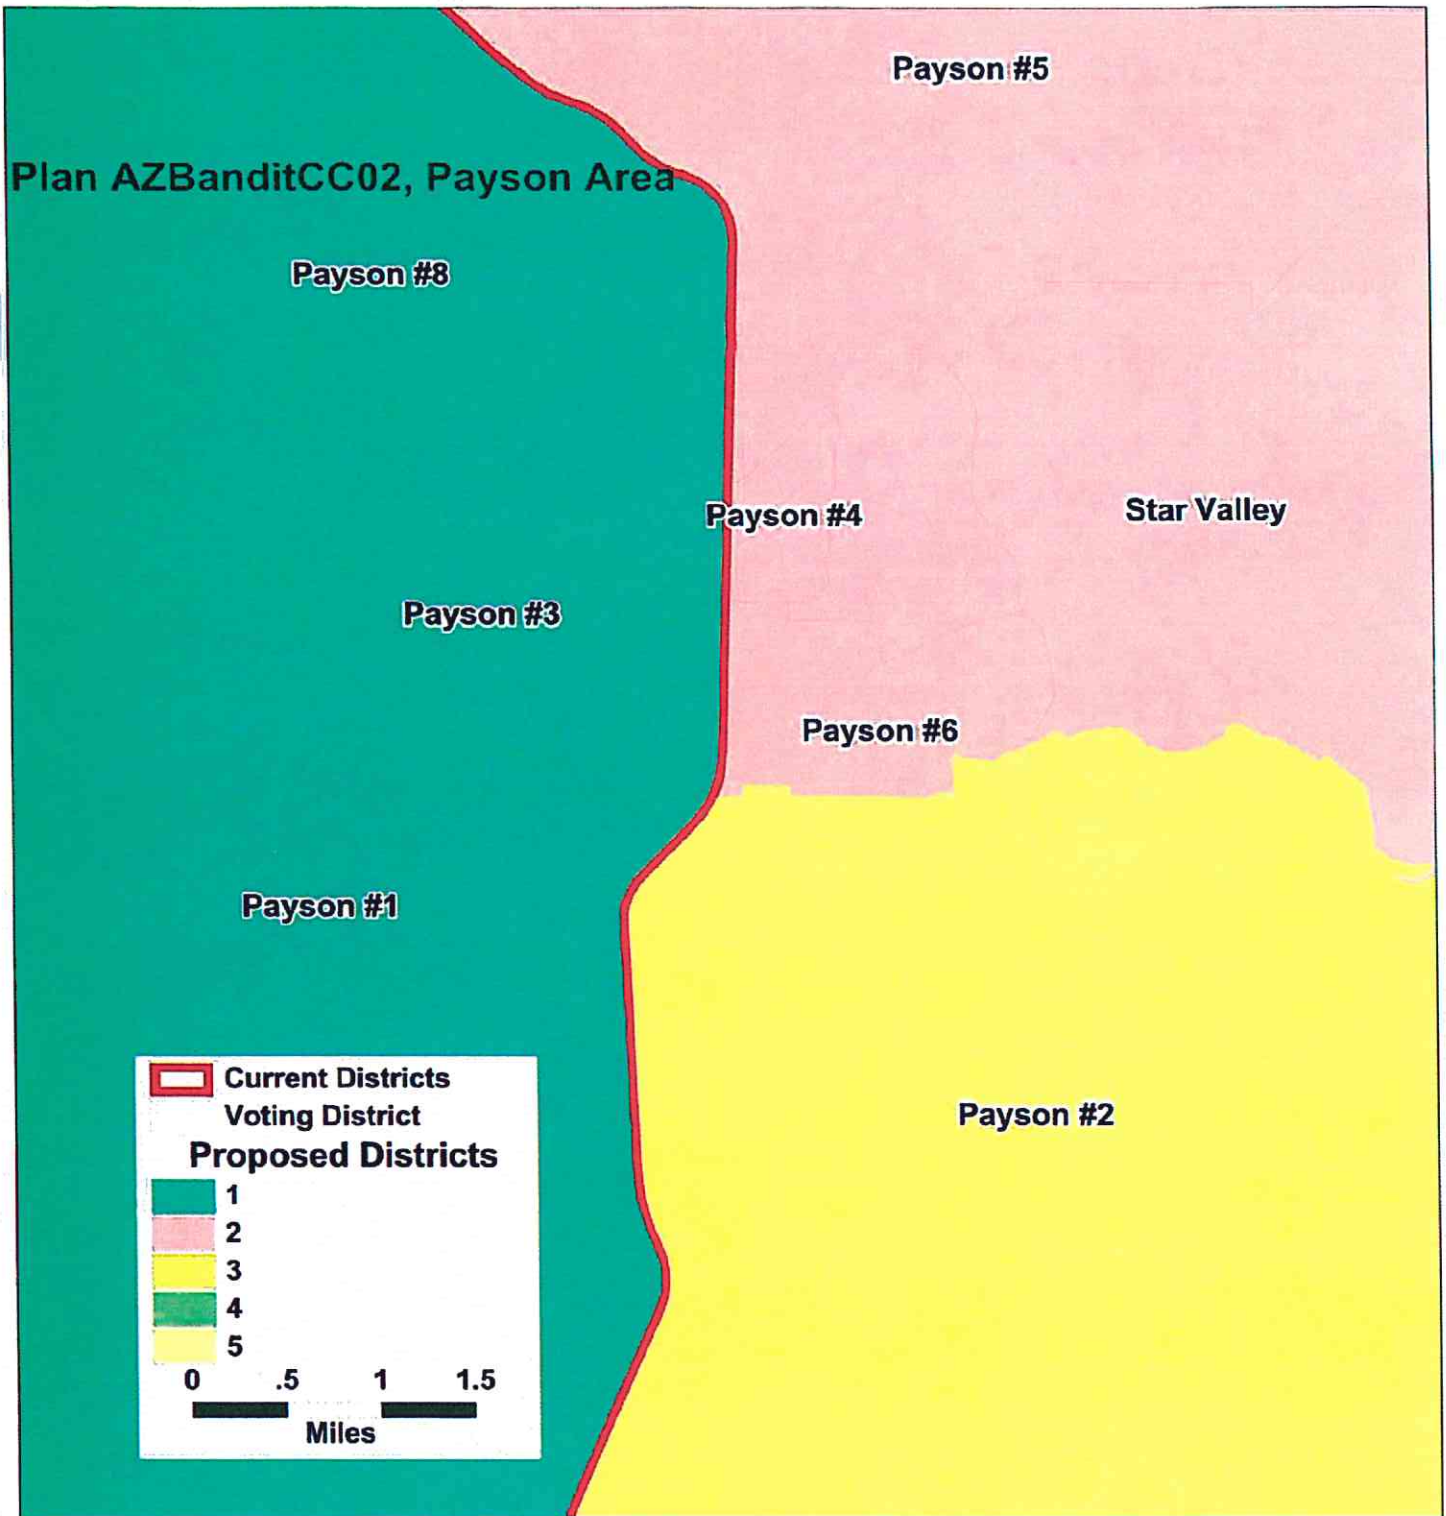 Payson #5
Plan AZBanditCC02, Payson Area
Payson #8
Payson #4
Star Valley
Payson #3
Payson #6
Payson #1
Payson #2
Current Districts
Voting District
Proposed Districts
1
2
3
4
5
0 .5 1 1.5
Miles